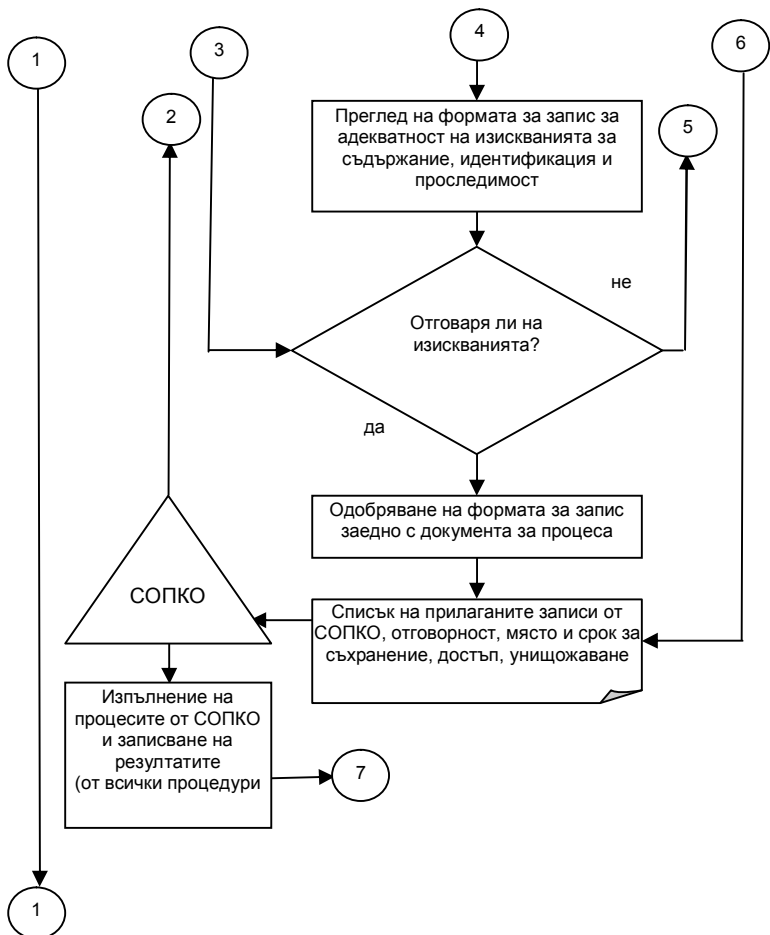 1
3
4
6
2
5
Преглед на формата за запис за
адекватност на изискванията за
съдържание, идентификация и
проследимост
не
Отговаря ли на
изискванията?
да
Одобряване на формата за запис
заедно с документа за процеса
СОПКО
Списък на прилаганите записи от
СОПКО, отговорност, място и срок за
съхранение, достъп, унищожаване
Изпълнение на
процесите от СОПКО
и записване на
резултатите
(от всички процедури
7
1